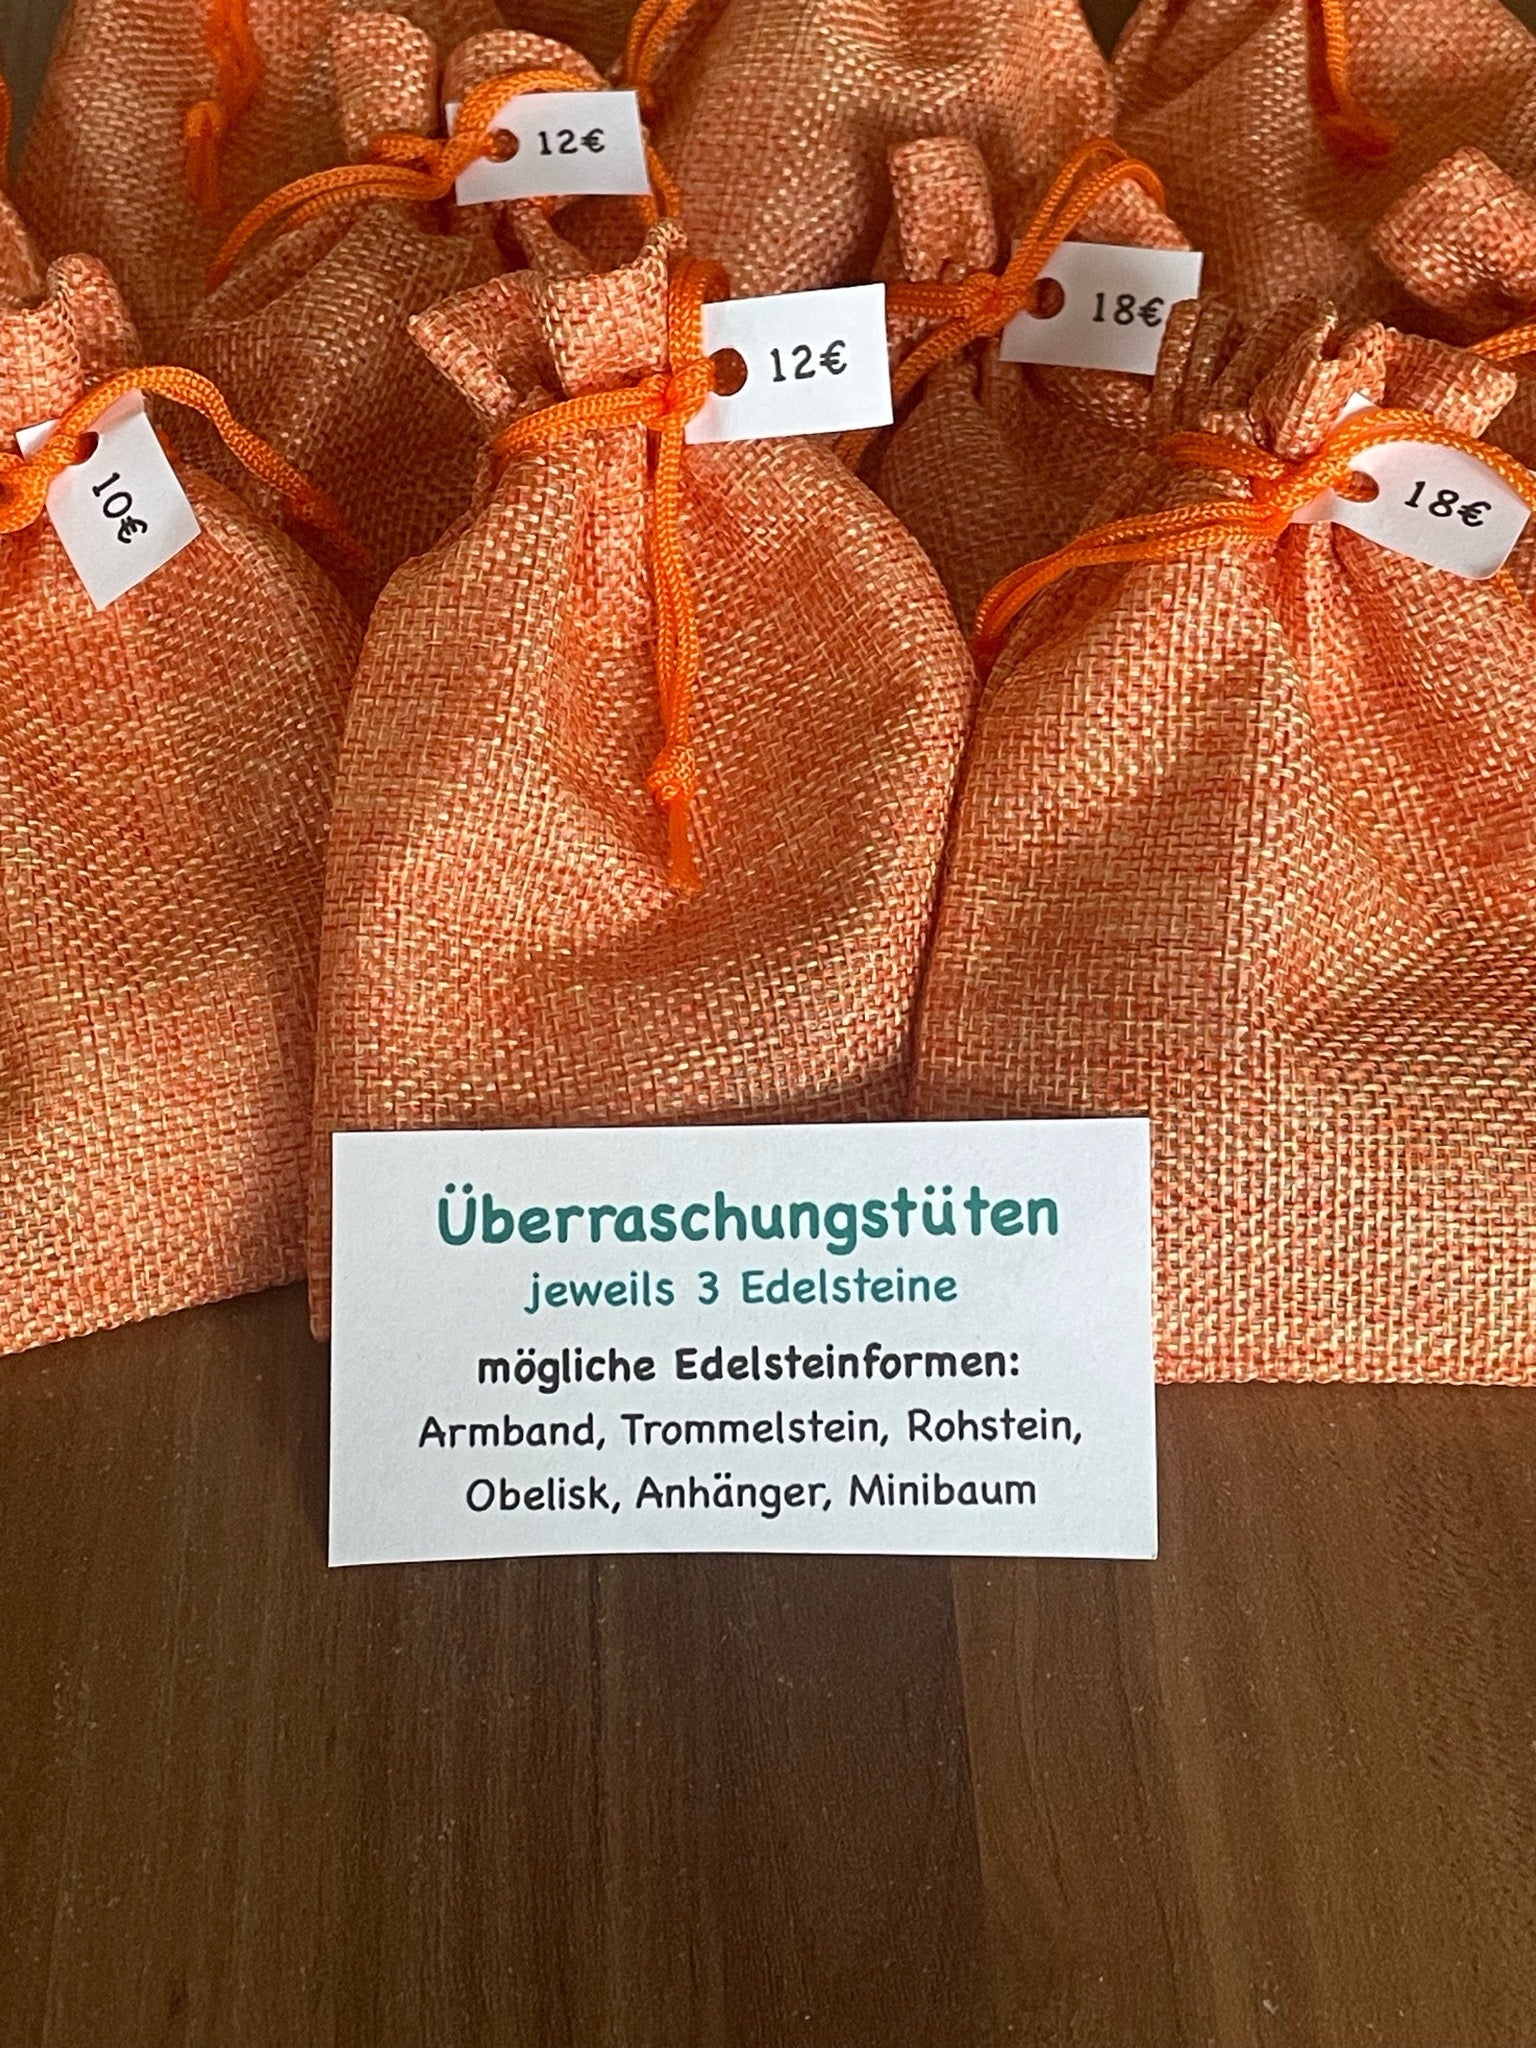 12€
12€
18€
10€
18€
Überraschungstüten
jeweils 3 Edelsteine
mögliche Edelsteinformen:
Armband, Trommelstein, Rohstein,
Obelisk, Anhänger, Minibaum